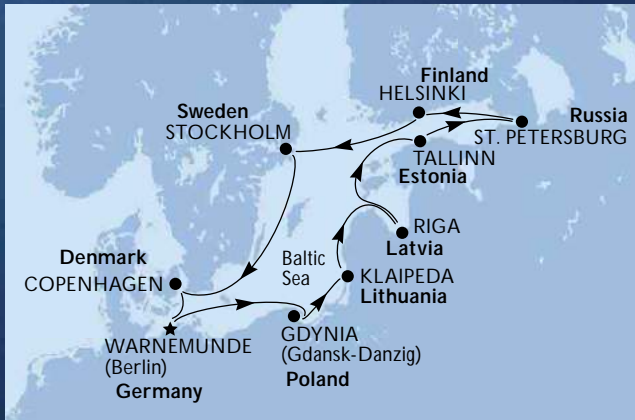 Finland
HELSINKI
Sweden
STOCKHOLM
Russia
ST. PETERSBURG
TALLINN
Estonia
RIGA
Latvia
Denmark
COPENHAGEN
Baltic
Sea
KLAIPEDA
Lithuania
WARNEMUNDE
(Berlin)
Germany
GDYNIA
(Gdansk-Danzig)
Poland